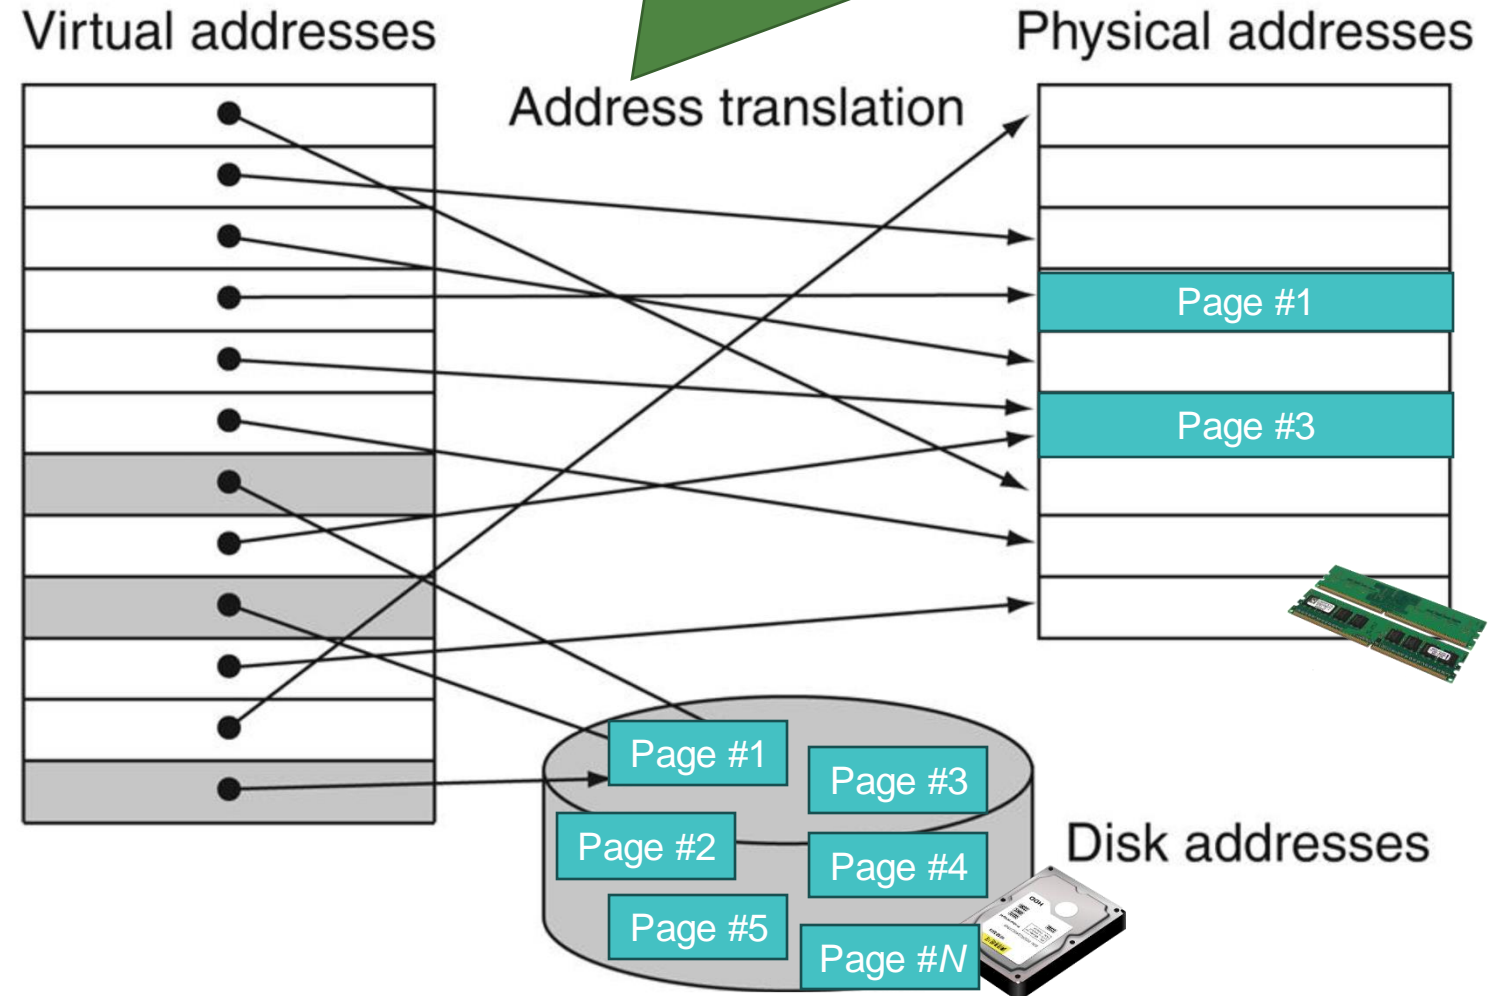 Virtual addresses
Physical addresses
Address translation
Page #1
Page #3
Page #1
Page #3
Page #2
Page #4
Page #5
Page #N
Disk addresses